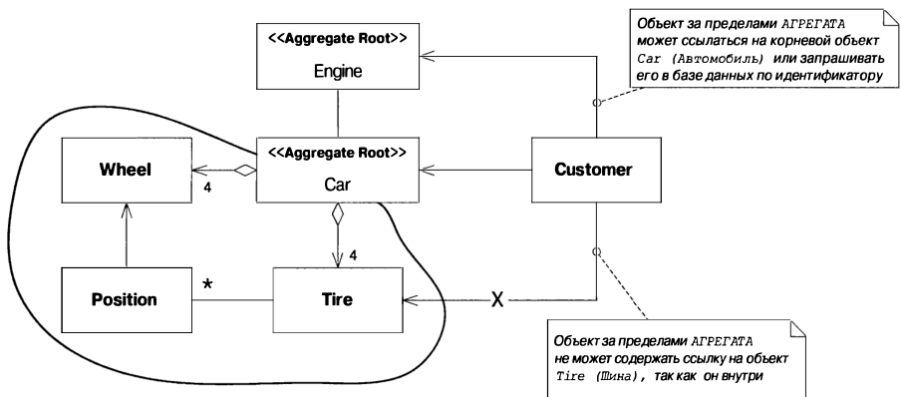 Объект за пределами АГРЕГАТА
может ссылаться на корневой объект
Car (Автомобиль) или запрашивать
его в базе данных по идентификатору
<<Aggregate Root>>
Engine
<<Aggregate Root>>
Car
Wheel
4
Customer
4
Position
*
Tire
X
Объект за пределами АГРЕГАТА
не может содержать ссылку на объект
Tire (Шина), так как он внутри